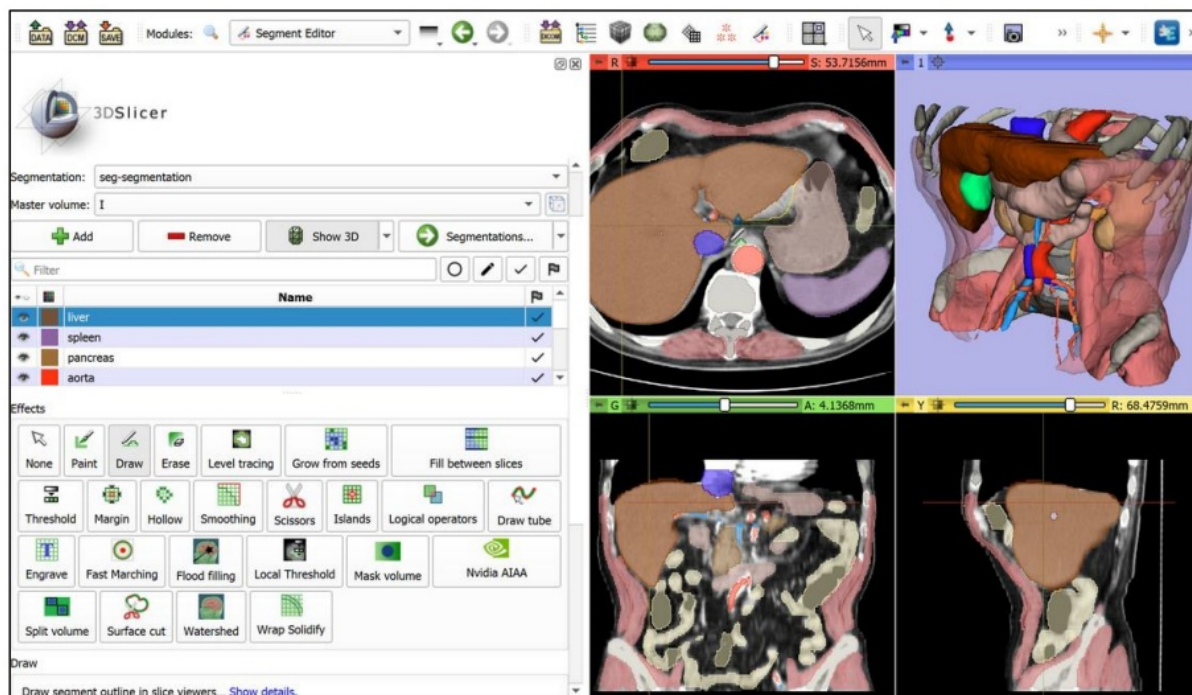 DATA DCM SAVE Modules: Segment Editor
3DSlicer
Segmentation: seg-segmentation
Master volume: I
Add Remove Show 3D Segmentations...
Filter
Name
liver
spleen
pancreas
aorta
Effects
None Paint Draw Erase Level tracing Grow from seeds Fill between slices
Threshold Margin Hollow Smoothing Scissors Islands Logical operators Draw tube
Engrave Fast Marching Flood filling Local Threshold Mask volume Nvidia AIAA
Split volume Surface cut Watershed Wrap Solidify
Draw
Draw segment outline in slice viewers.. Show details.
R S: 53.7156mm
1
G A: 4.1368mm
Y R: 68.4759mm